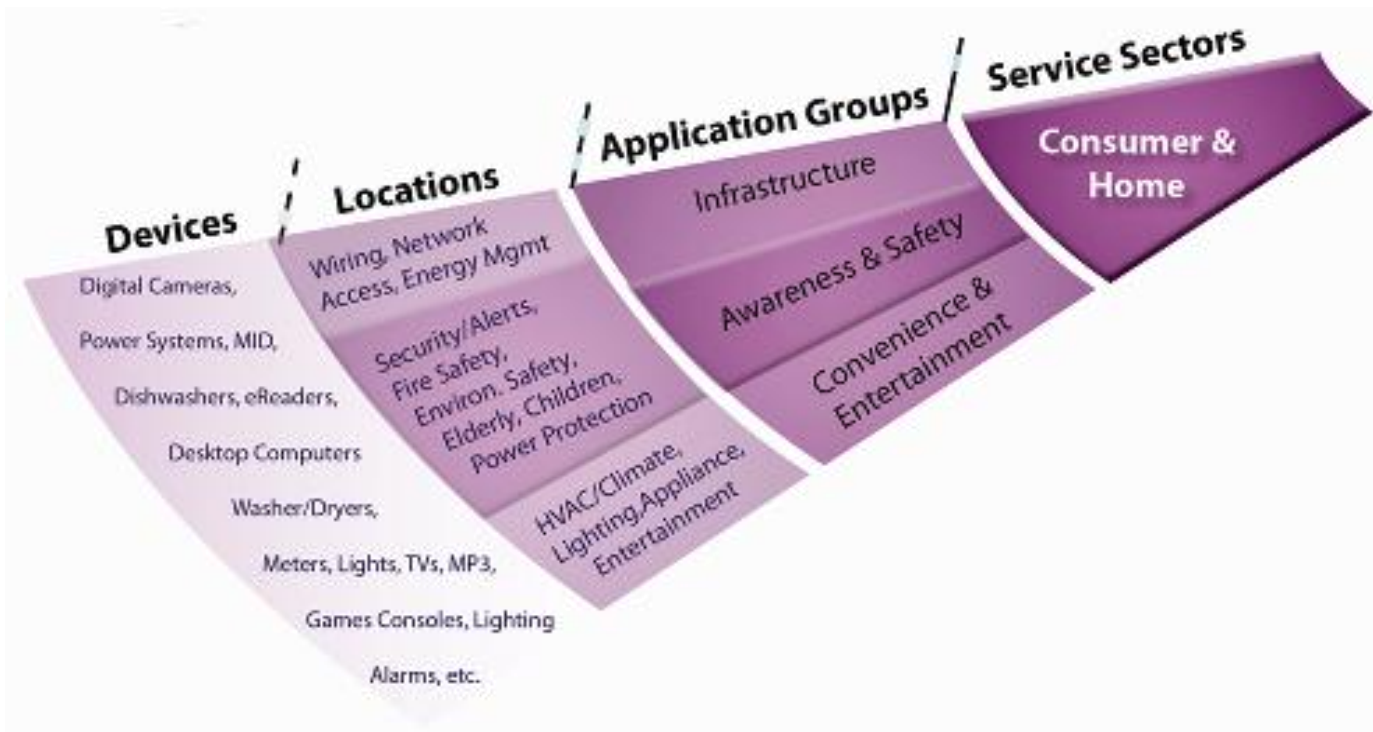 Devices
Locations
Application Groups
Service Sectors
Digital Cameras,
Power Systems, MID,
Dishwashers, eReaders,
Desktop Computers
Washer/Dryers,
Meters, Lights, TVs, MP3,
Games Consoles, Lighting
Alarms, etc.
Wiring, Network
Access, Energy Mgmt
Security/Alerts,
Fire Safety,
Environ. Safety,
Elderly, Children,
Power Protection
HVAC/Climate,
Lighting,Appliance,
Entertainment
Infrastructure
Awareness & Safety
Convenience &
Entertainment
Consumer &
Home